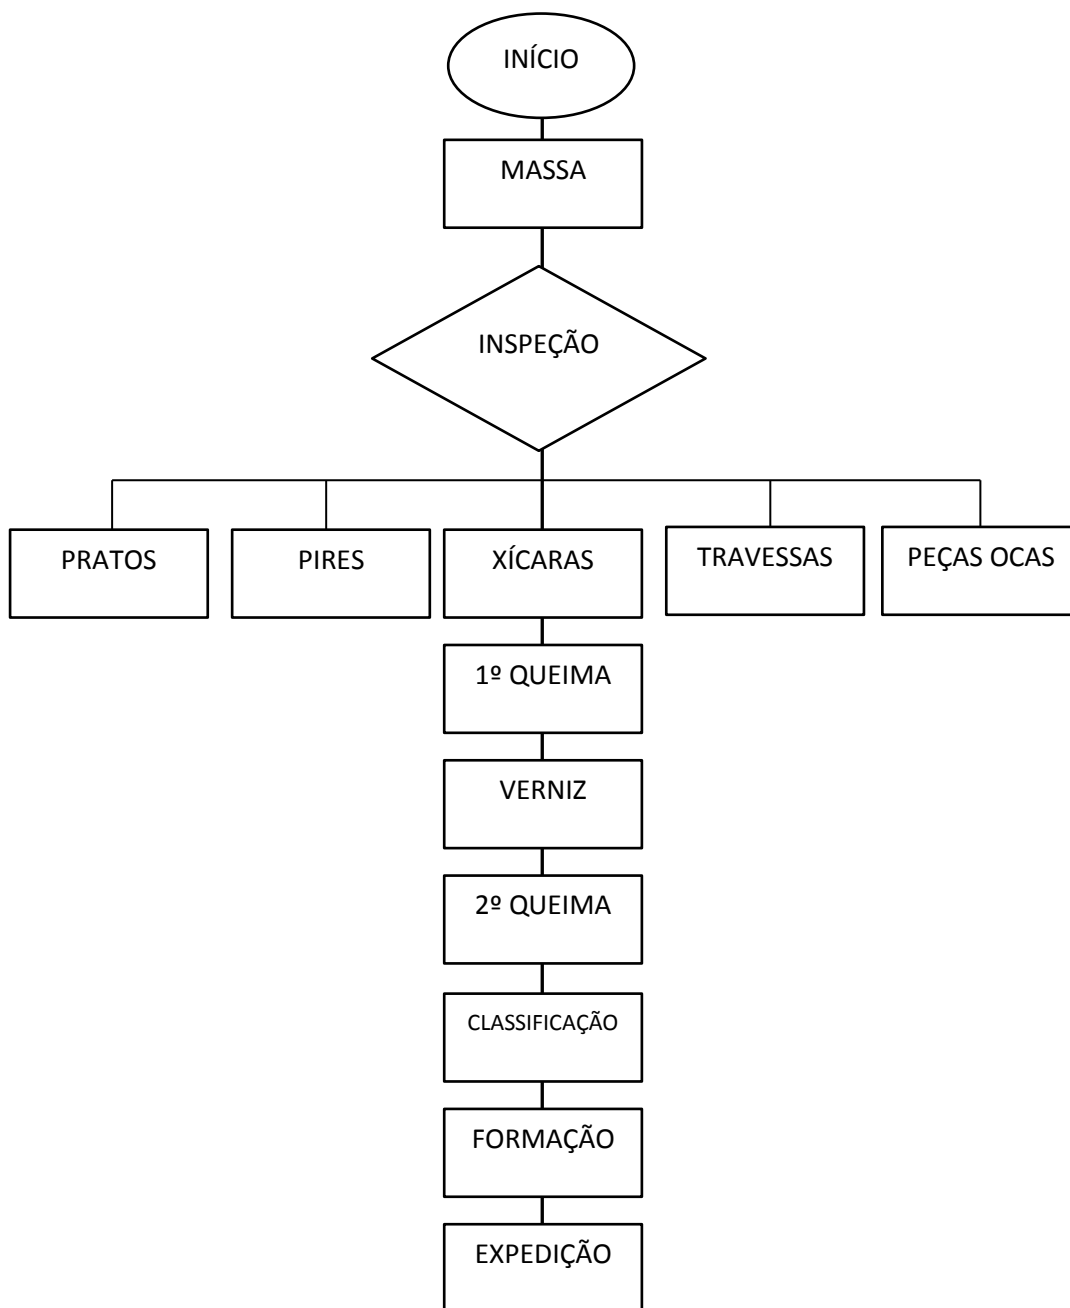 INÍCIO
MASSA
INSPEÇÃO
PRATOS
PIRES
XÍCARAS
TRAVESSAS
PEÇAS OCAS
1º QUEIMA
VERNIZ
2º QUEIMA
CLASSIFICAÇÃO
FORMAÇÃO
EXPEDIÇÃO